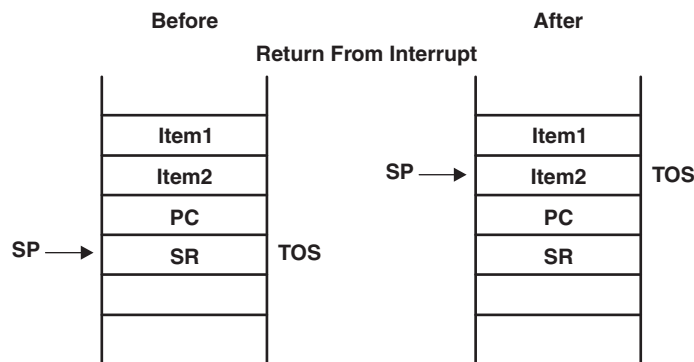 Before After
Return From Interrupt
Item1 Item1
SP Item2 Item2 TOS
PC PC
SP SR TOS SR